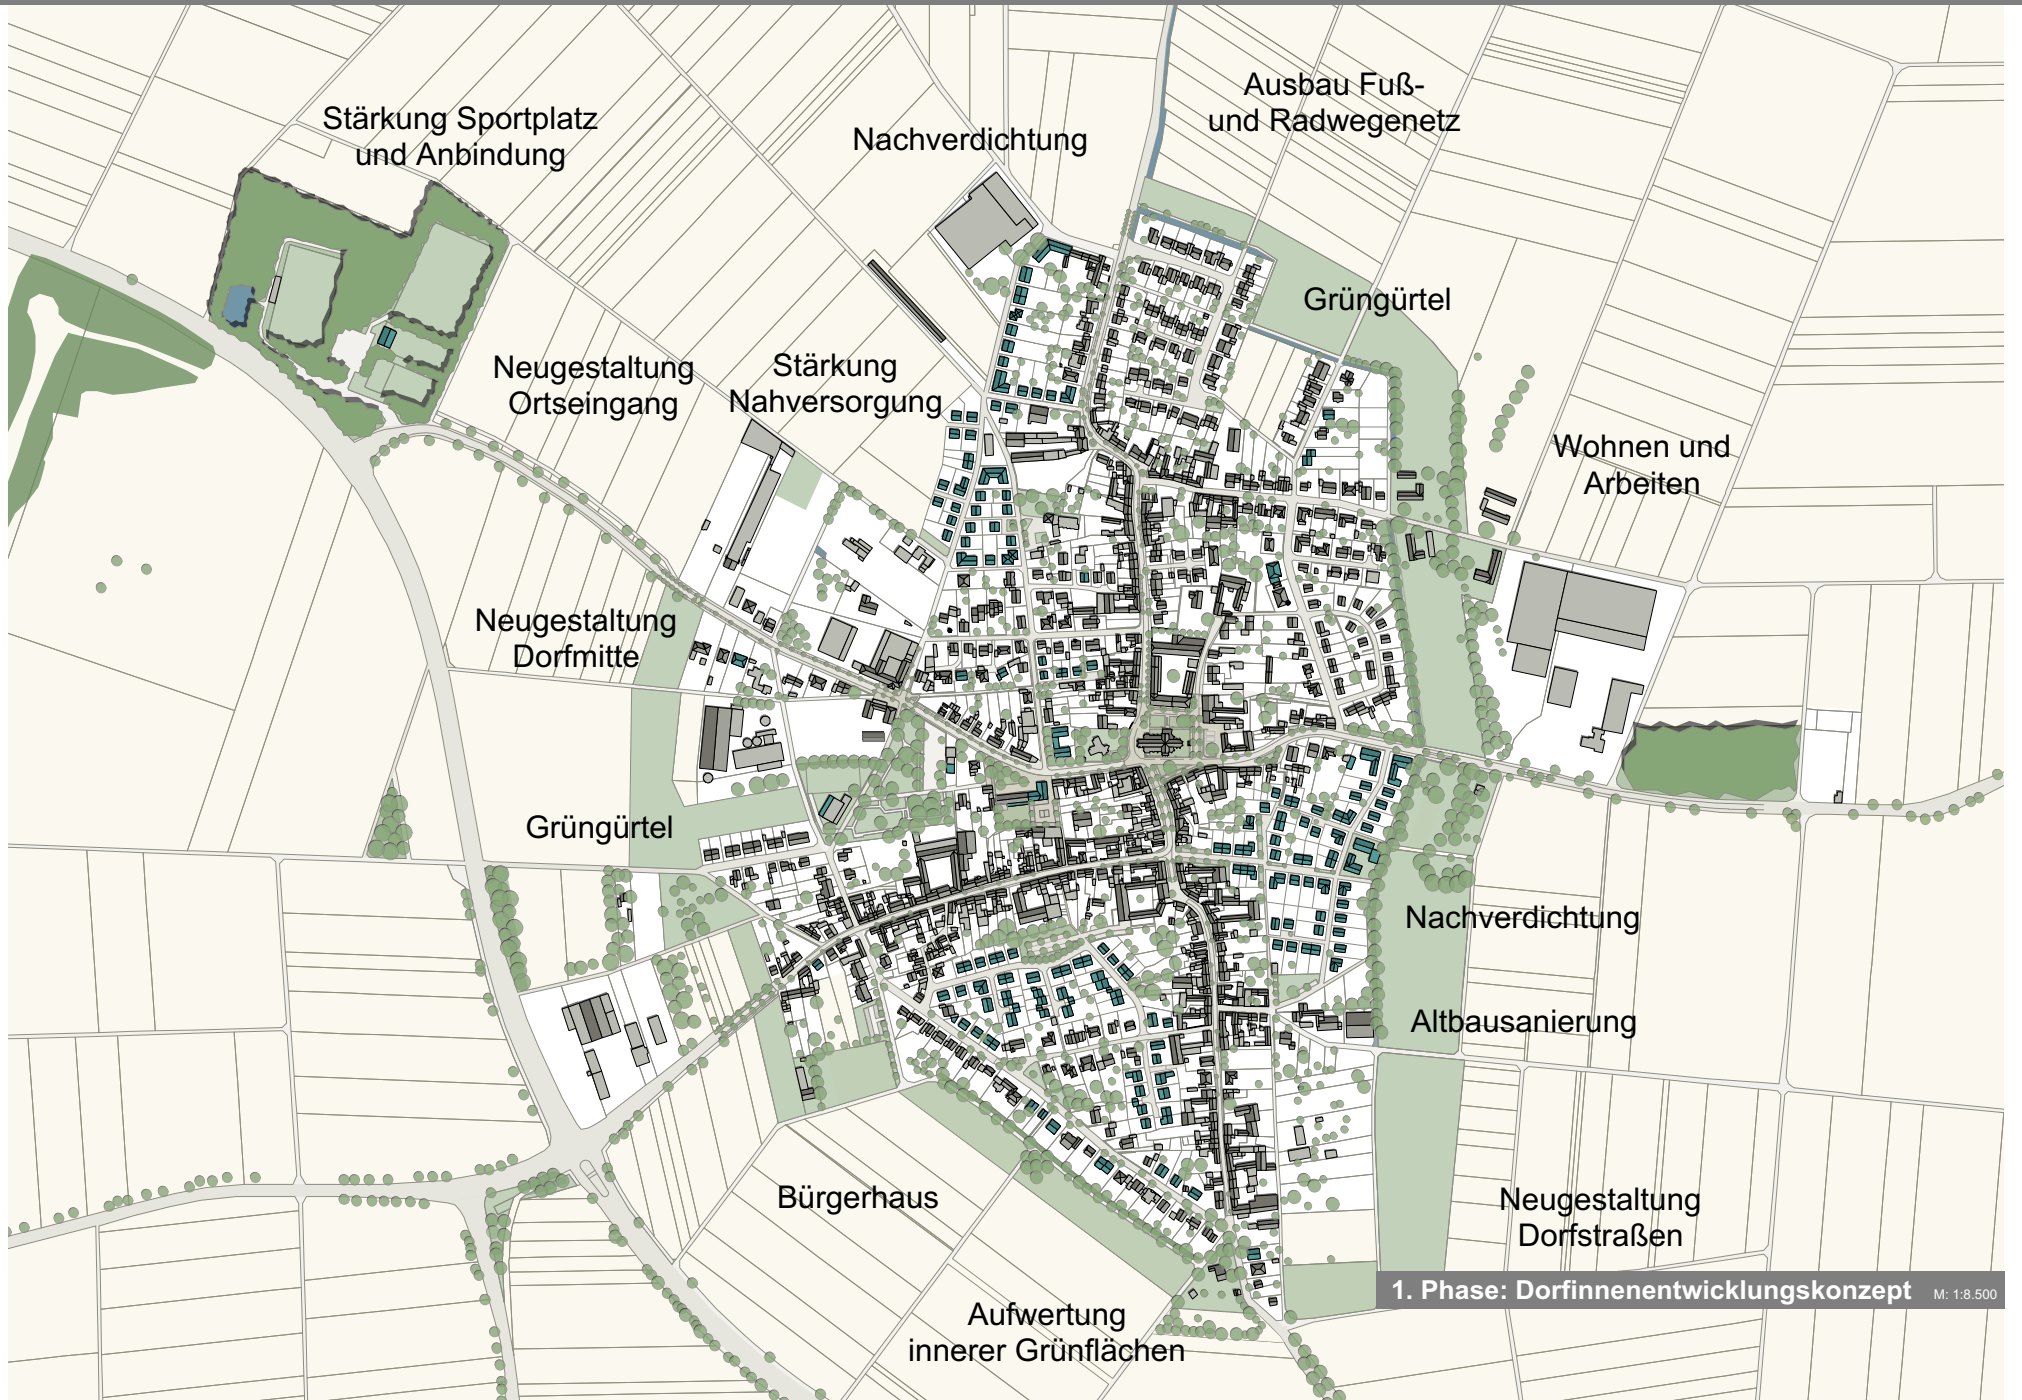 Ausbau Fuß-
und Radwegenetz
Stärkung Sportplatz
und Anbindung
Nachverdichtung
Grüngürtel
Neugestaltung
Ortseingang
Stärkung
Nahversorgung
Wohnen und
Arbeiten
Neugestaltung
Dorfmitte
Grüngürtel
Nachverdichtung
Altbausanierung
Bürgerhaus
Neugestaltung
Dorfstraßen
Aufwertung
innerer Grünflächen
1. Phase: Dorfinnenentwicklungskonzept M: 1:8.500